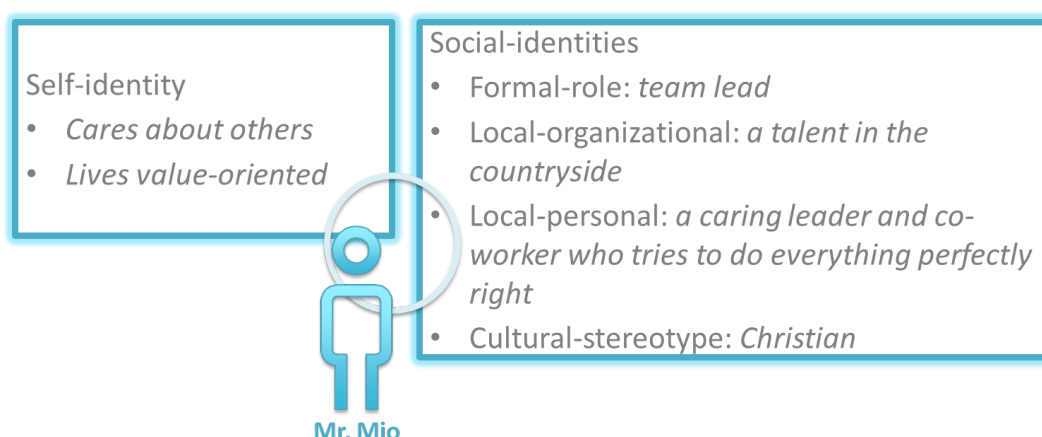 Self-identity
• Cares about others
• Lives value-oriented
Social-identities
• Formal-role: team lead
• Local-organizational: a talent in the
countryside
• Local-personal: a caring leader and co-
worker who tries to do everything perfectly
right
• Cultural-stereotype: Christian
Mr. Mio